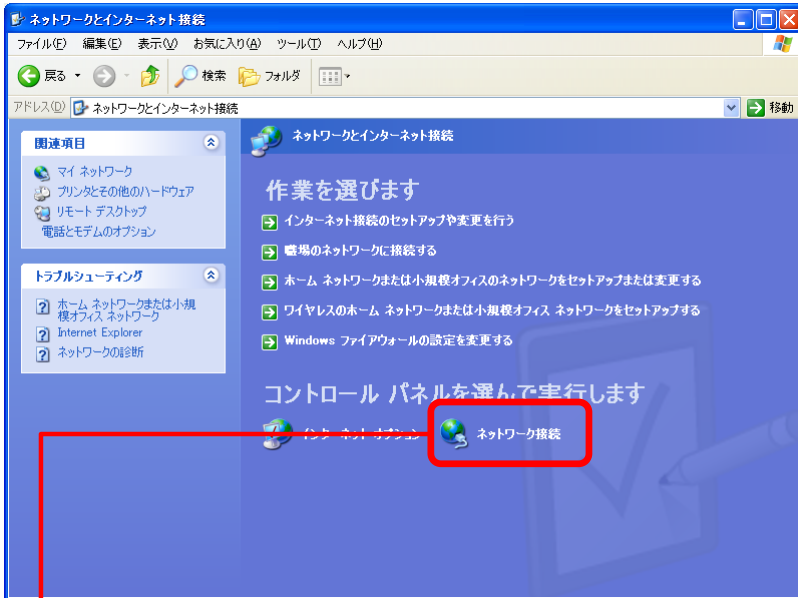 ネットワークとインターネット接続
ファイル(F) 編集(E) 表示(V) お気に入り(A) ツール(T) ヘルプ(H)
戻る 検索 フォルダ
アドレス(D) ネットワークとインターネット接続 移動
関連項目
マイ ネットワーク
プリンタとその他のハードウェア
リモート デスクトップ
電話とモデムのオプション
トラブルシューティング
ホーム ネットワークまたは小規
模オフィス ネットワーク
Internet Explorer
ネットワークの診断
ネットワークとインターネット接続
作業を選びます
インターネット接続のセットアップや変更を行う
職場のネットワークに接続する
ホーム ネットワークまたは小規模オフィスのネットワークをセットアップまたは変更する
ワイヤレスのホーム ネットワークまたは小規模オフィス ネットワークをセットアップする
Windows ファイアウォールの設定を変更する
コントロール パネルを選んで実行します
インターネット オプション ネットワーク接続